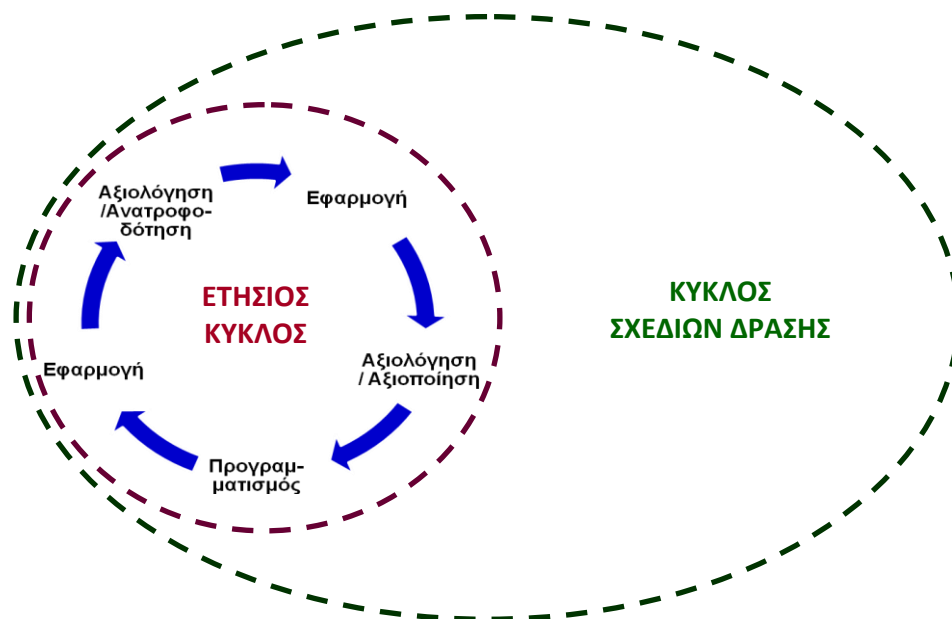 Αξιολόγηση
/Ανατροφο-
δότηση
Εφαρμογή
ΕΤΗΣΙΟΣ
ΚΥΚΛΟΣ
ΚΥΚΛΟΣ
ΣΧΕΔΙΩΝ ΔΡΑΣΗΣ
Εφαρμογή
Αξιολόγηση
/ Αξιοποίηση
Προγραμ-
ματισμός